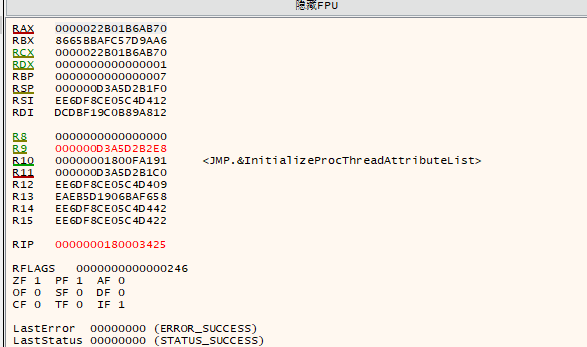 隐藏FPU
RAX 0000022B01B6AB70
RBX 8665BBAFC57D9AA6
RCX 0000022B01B6AB70
RDX 0000000000000001
RBP 0000000000000007
RSP 000000D3A5D2B1F0
RSI EE6DF8CE05C4D412
RDI DCDBF19C0B89A812
R8 0000000000000000
R9 000000D3A5D2B2E8
R10 00000001800FA191 <JMP.&InitializeProcThreadAttributeList>
R11 000000D3A5D2B1C0
R12 EE6DF8CE05C4D409
R13 EAEB5D1906BAF658
R14 EE6DF8CE05C4D442
R15 EE6DF8CE05C4D422
RIP 0000000180003425
RFLAGS 0000000000000246
ZF 1 PF 1 AF 0
OF 0 SF 0 DF 0
CF 0 TF 0 IF 1
LastError 00000000 (ERROR_SUCCESS)
LastStatus 00000000 (STATUS_SUCCESS)